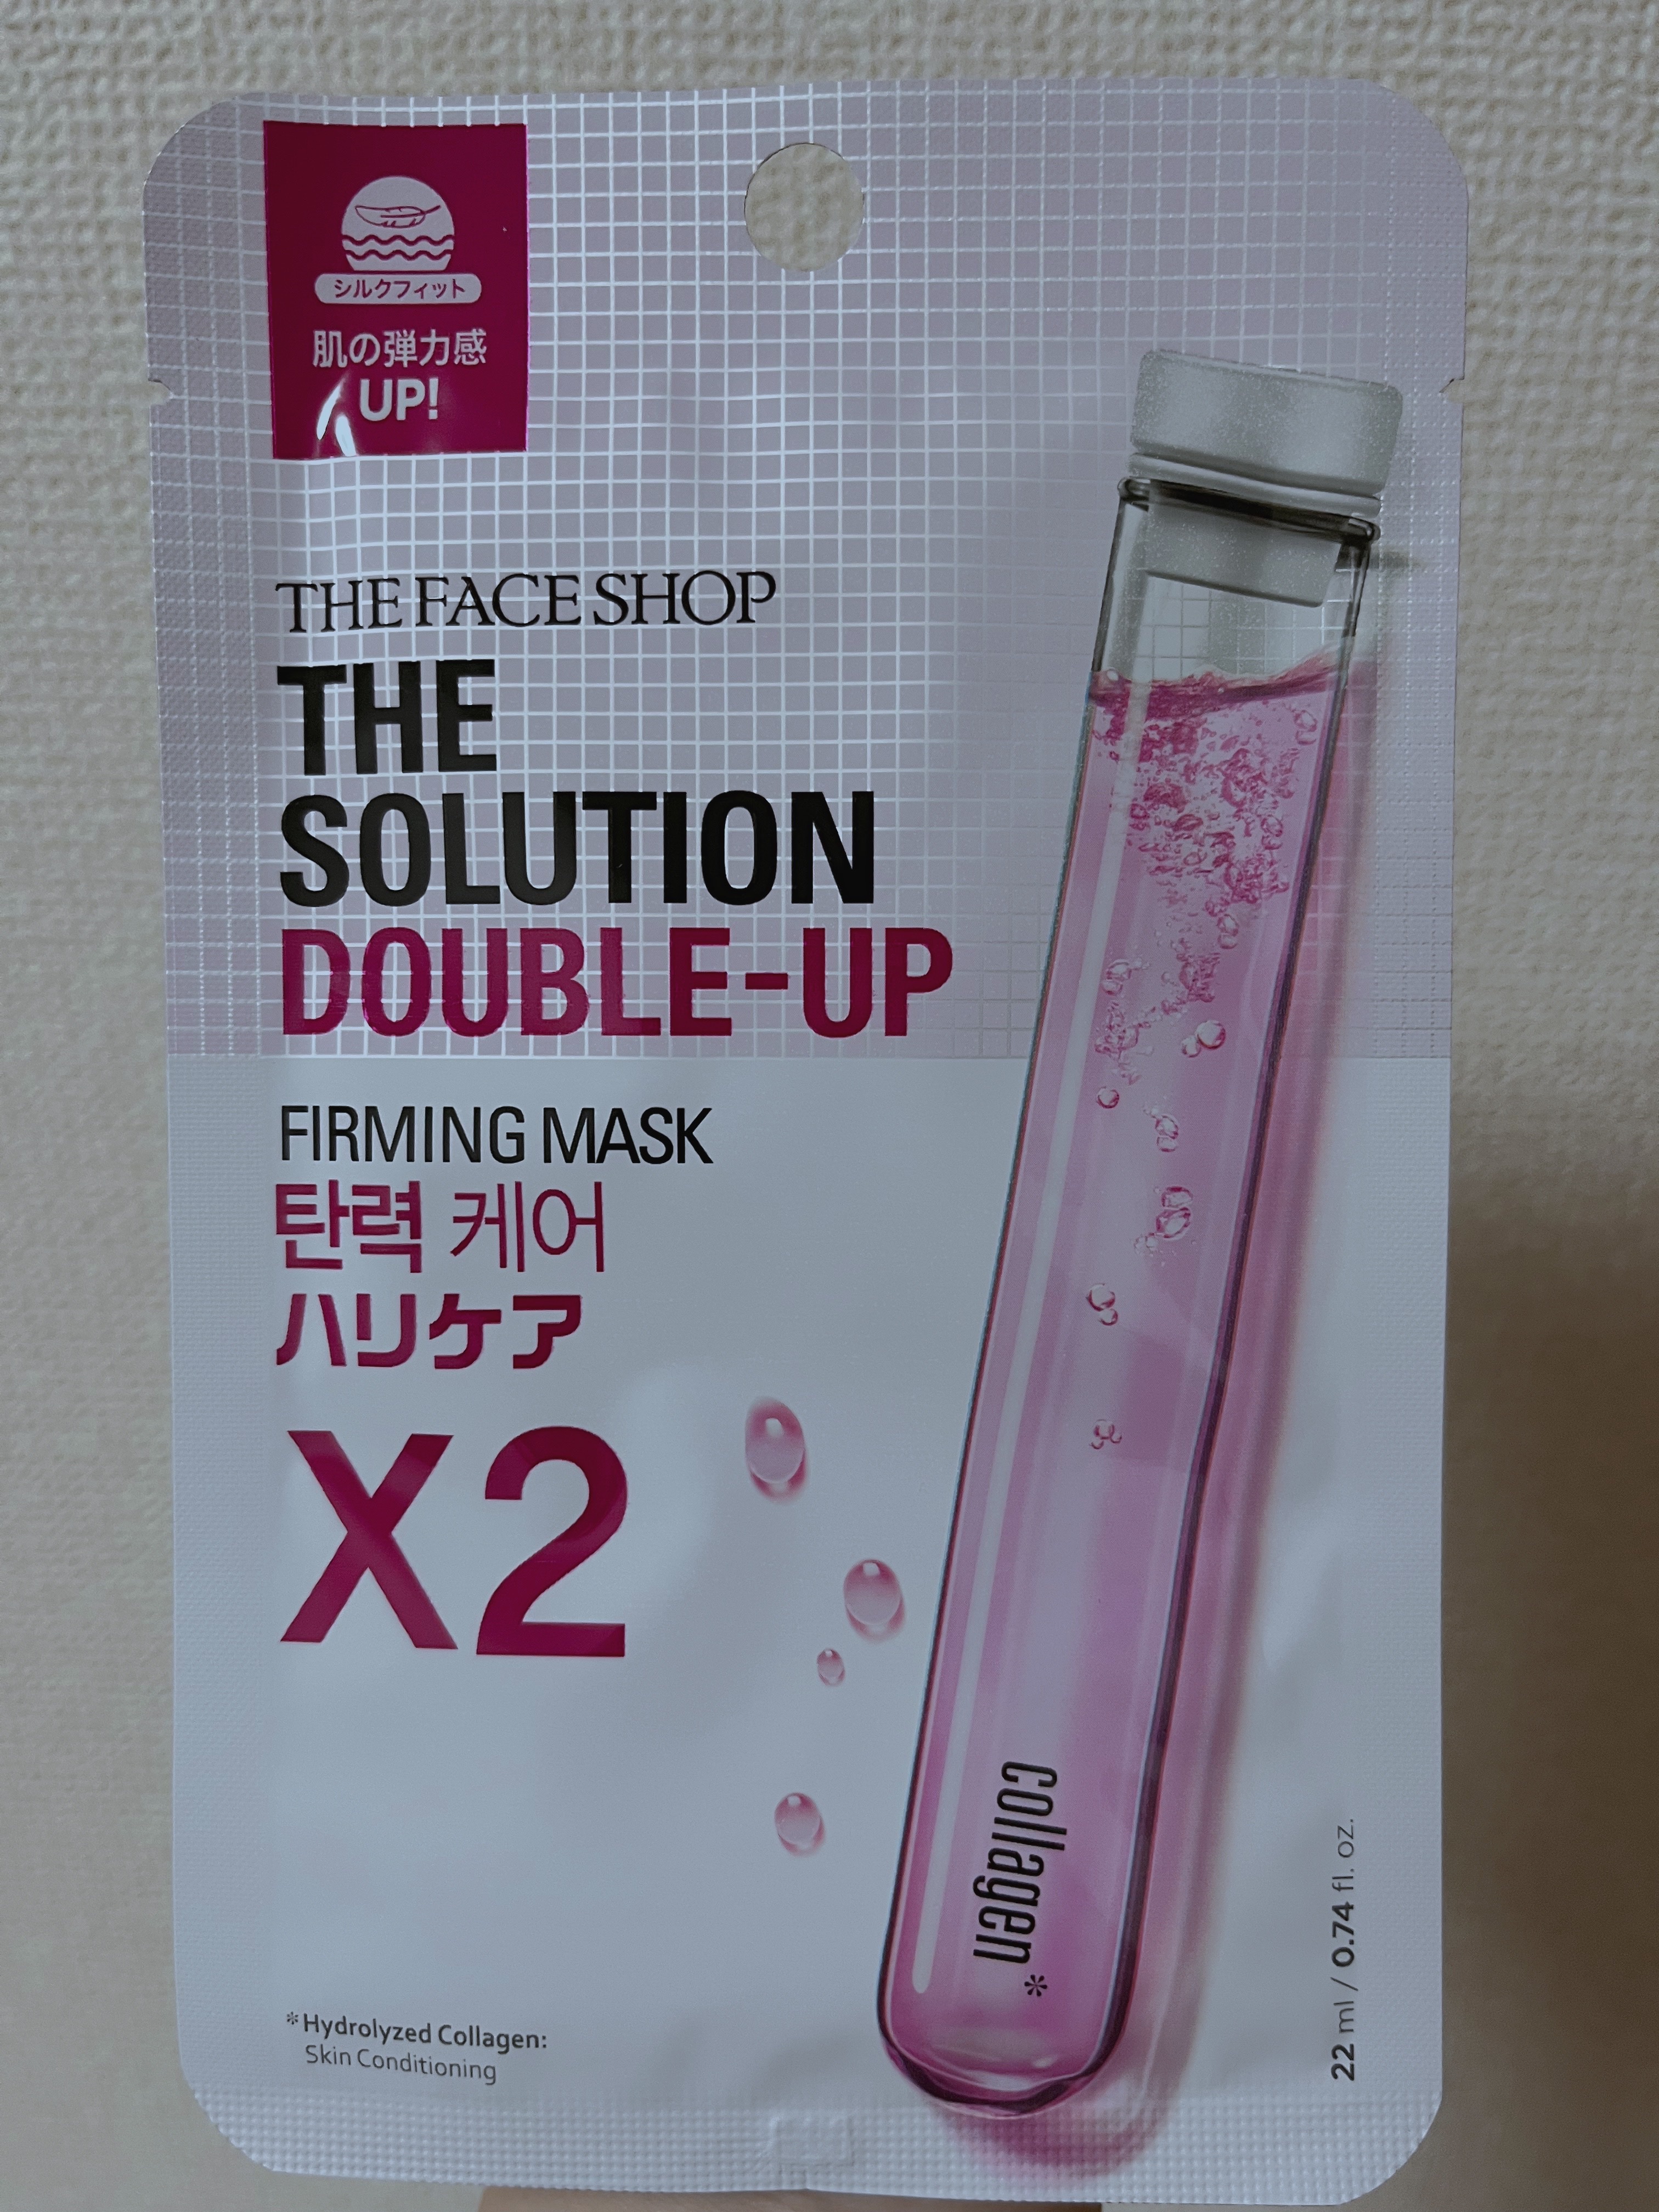 シルクフィット
肌の弾力感
UP!
THE FACE SHOP
THE
SOLUTION
DOUBLE-UP
FIRMING MASK
탄력 케어
ハリケア
X2
collagen*
*Hydrolyzed Collagen:
Skin Conditioning
22 ml / 0.74 fl. oz.